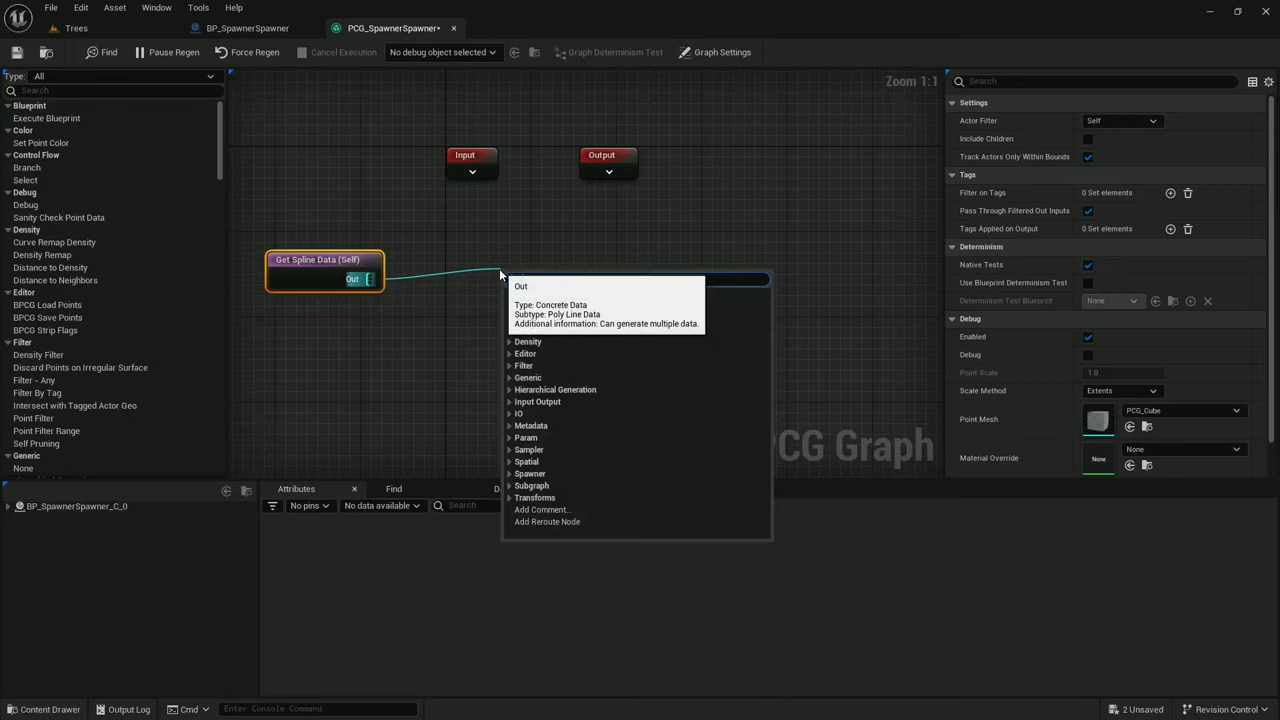 File Edit Asset Window Tools Help
Trees
BP_SpawnerSpawner
PCG_SpawnerSpawner*
Find
Pause Regen
Force Regen
Cancel Execution
No debug object selected
Graph Determinism Test
Graph Settings
Type: All
Search
Blueprint
Execute Blueprint
Color
Set Point Color
Control Flow
Branch
Select
Debug
Debug
Sanity Check Point Data
Density
Curve Remap Density
Density Remap
Distance to Density
Distance to Neighbors
Editor
BPCG Load Points
BPCG Save Points
BPCG Strip Flags
Filter
Density Filter
Discard Points on Irregular Surface
Filter - Any
Filter By Tag
Intersect with Tagged Actor Geo
Point Filter
Point Filter Range
Self Pruning
Generic
None
Zoom 1:1
Input
Output
Get Spline Data (Self)
Out
Out
Type: Concrete Data
Subtype: Poly Line Data
Additional information: Can generate multiple data.
Density
Editor
Filter
Generic
Hierarchical Generation
Input Output
IO
Metadata
Param
Sampler
Spatial
Spawner
Subgraph
Transforms
Add Comment...
Add Reroute Node
PCG Graph
Search
Settings
Actor Filter Self
Include Children
Track Actors Only Within Bounds
Tags
Filter on Tags 0 Set elements
Pass Through Filtered Out Inputs
Tags Applied on Output 0 Set elements
Determinism
Native Tests
Use Blueprint Determinism Test
Determinism Test Blueprint None
Debug
Enabled
Debug
Point Scale 1.0
Scale Method Extents
Point Mesh PCG_Cube
Material Override None None
BP_SpawnerSpawner_C_0
Attributes
Find
No pins
No data available
Search
Content Drawer
Output Log
Cmd
Enter Console Command
2 Unsaved
Revision Control